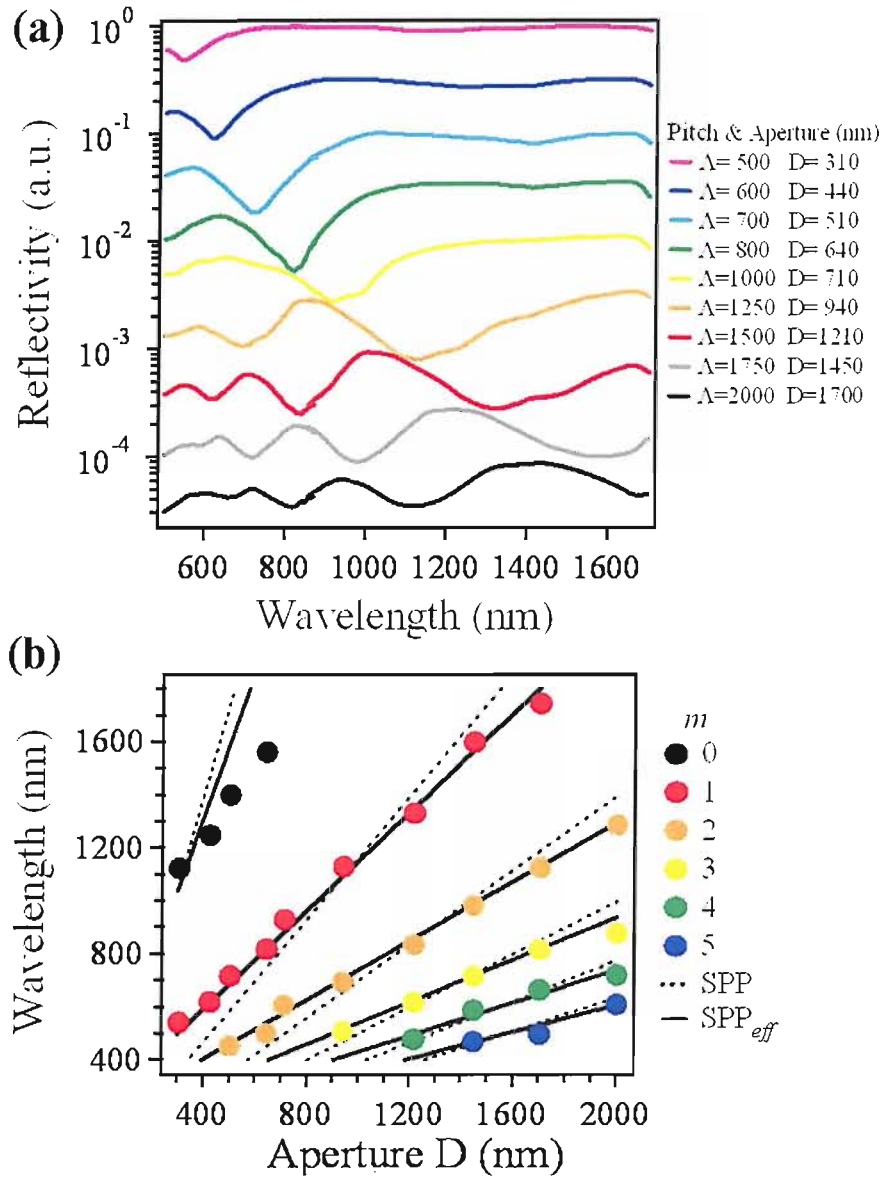 (a)
10⁰
10⁻¹
10⁻²
10⁻³
10⁻⁴
Reflectivity (a.u.)
600 800 1000 1200 1400 1600
Wavelength (nm)
Pitch & Aperture (nm)
Λ= 500 D= 310
Λ= 600 D= 440
Λ= 700 D= 510
Λ= 800 D= 640
Λ=1000 D= 710
Λ=1250 D= 940
Λ=1500 D=1210
Λ=1750 D=1450
Λ=2000 D=1700
(b)
1600
1200
800
400
Wavelength (nm)
400 800 1200 1600 2000
Aperture D (nm)
m
0
1
2
3
4
5
SPP
SPP_eff